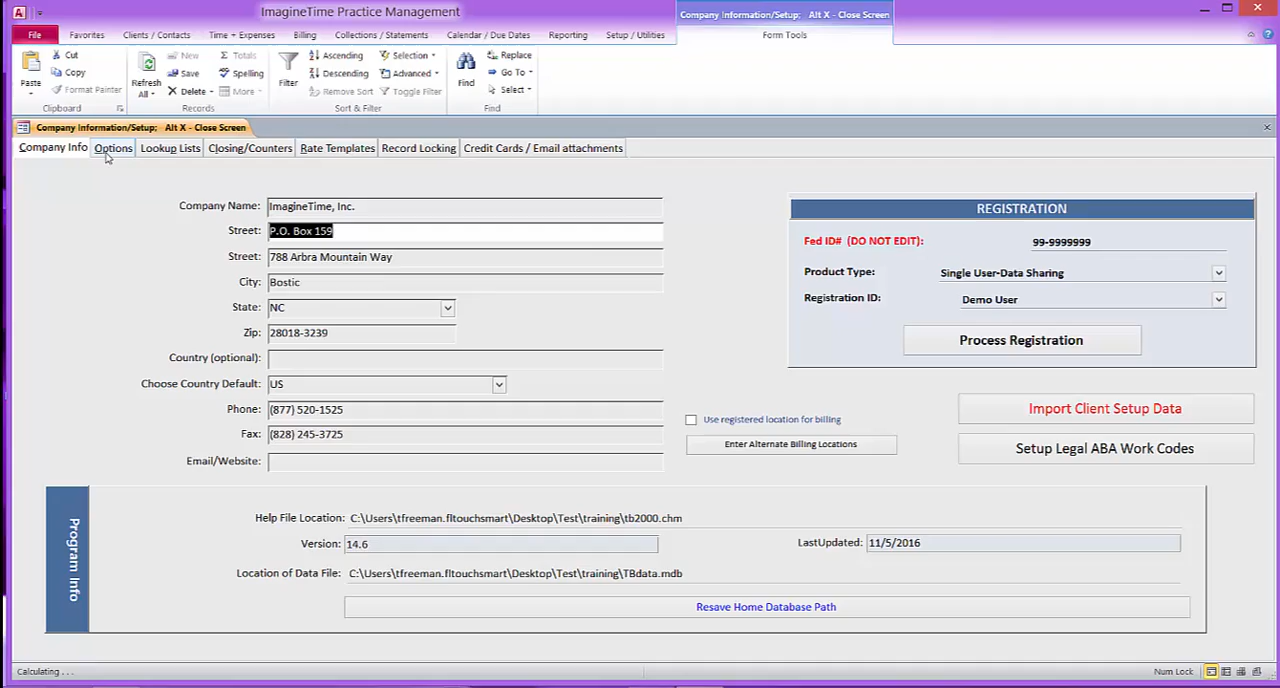 ImagineTime Practice Management
Company Information/Setup; Alt X - Close Screen
File Favorites Clients / Contacts Time + Expenses Billing Collections / Statements Calendar / Due Dates Reporting Setup / Utilities Form Tools
Paste Cut Copy Format Painter
Refresh All New Save Delete Totals Spelling More
Filter Ascending Descending Remove Sort Selection Advanced Toggle Filter
Find Replace Go To Select
Clipboard Records Sort & Filter Find
Company Information/Setup; Alt X - Close Screen
Company Info Options Lookup Lists Closing/Counters Rate Templates Record Locking Credit Cards / Email attachments
Company Name: ImagineTime, Inc.
Street: P.O. Box 159
Street: 788 Arbra Mountain Way
City: Bostic
State: NC
Zip: 28018-3239
Country (optional):
Choose Country Default: US
Phone: (877) 520-1525
Fax: (828) 245-3725
Email/Website:
REGISTRATION
Fed ID# (DO NOT EDIT): 99-9999999
Product Type: Single User-Data Sharing
Registration ID: Demo User
Process Registration
Use registered location for billing
Enter Alternate Billing Locations
Import Client Setup Data
Setup Legal ABA Work Codes
Program Info
Help File Location: C:\Users\tfreeman.fltouchsmart\Desktop\Test\training\tb2000.chm
Version: 14.6 LastUpdated: 11/5/2016
Location of Data File: C:\Users\tfreeman.fltouchsmart\Desktop\Test\training\TBdata.mdb
Resave Home Database Path
Calculating . . . Num Lock